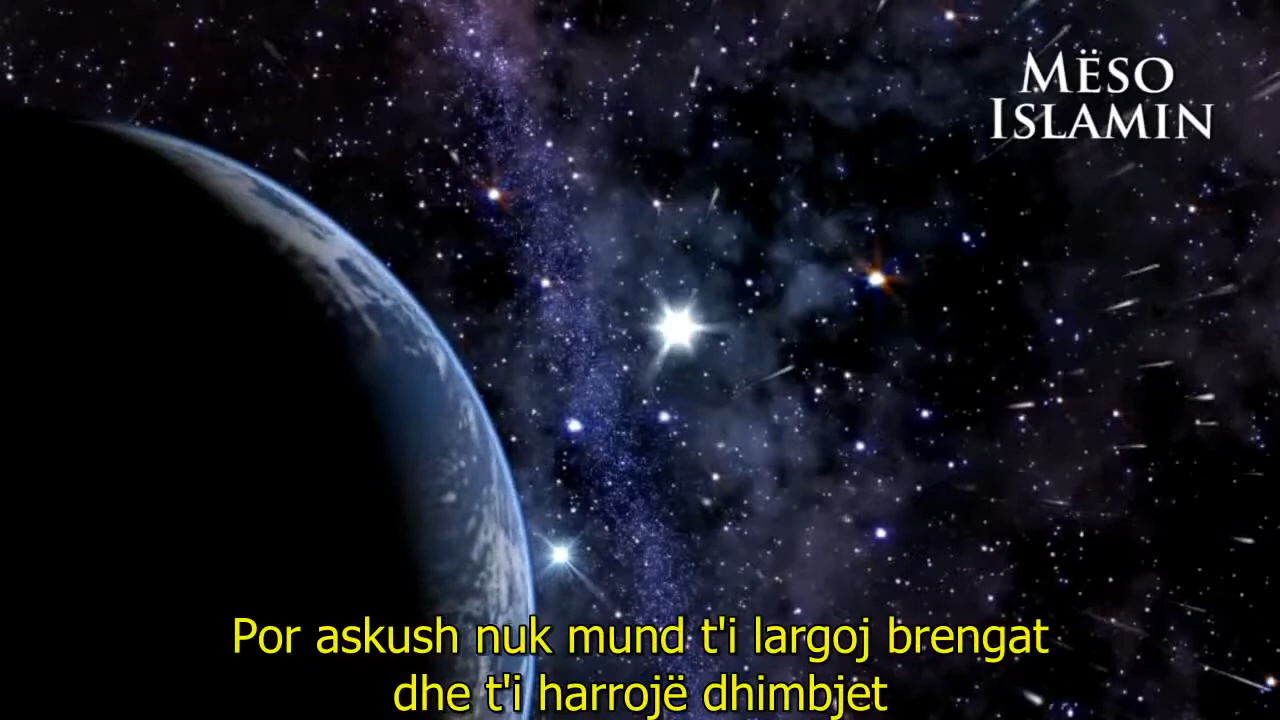 MËSO
ISLAMIN
Por askush nuk mund t'i largoj brengat
dhe t'i harrojë dhimbjet